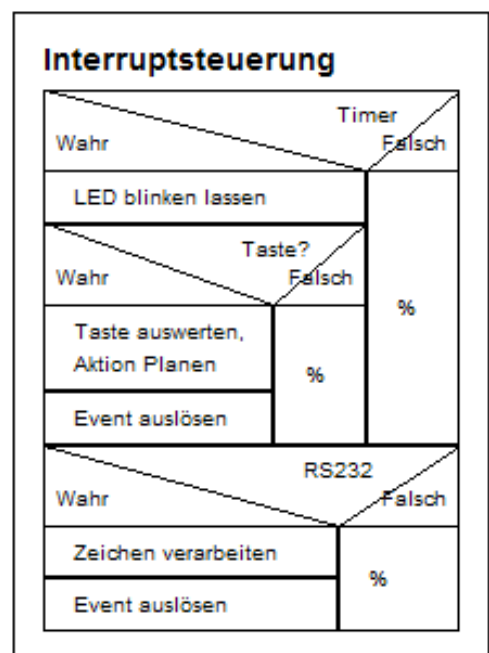 Interruptsteuerung
Timer
Wahr
Falsch
LED blinken lassen
%
Taste?
Wahr
Falsch
Taste auswerten,
Aktion Planen
%
Event auslösen
RS232
Wahr
Falsch
Zeichen verarbeiten
%
Event auslösen